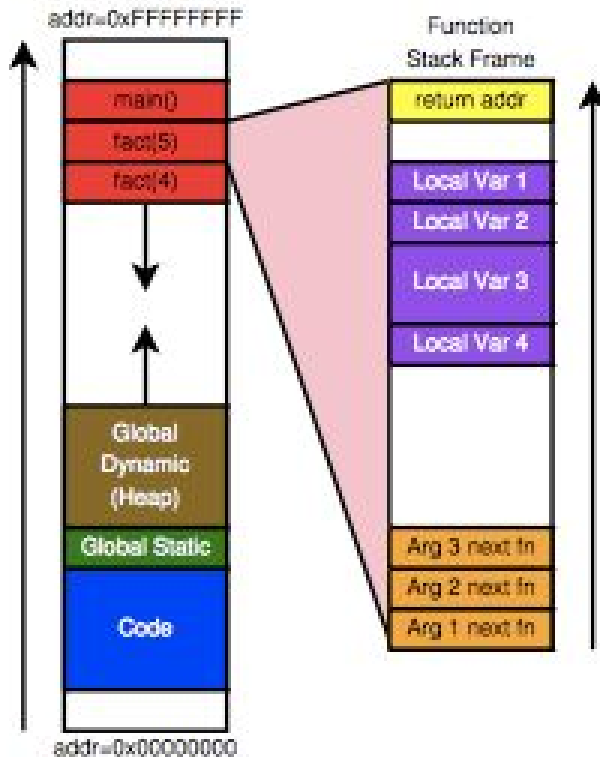 addr=0xFFFFFFFF
main()
fact(5)
fact(4)
Global
Dynamic
(Heap)
Global Static
Code
addr=0x00000000
Function
Stack Frame
return addr
Local Var 1
Local Var 2
Local Var 3
Local Var 4
Arg 3 next fn
Arg 2 next fn
Arg 1 next fn